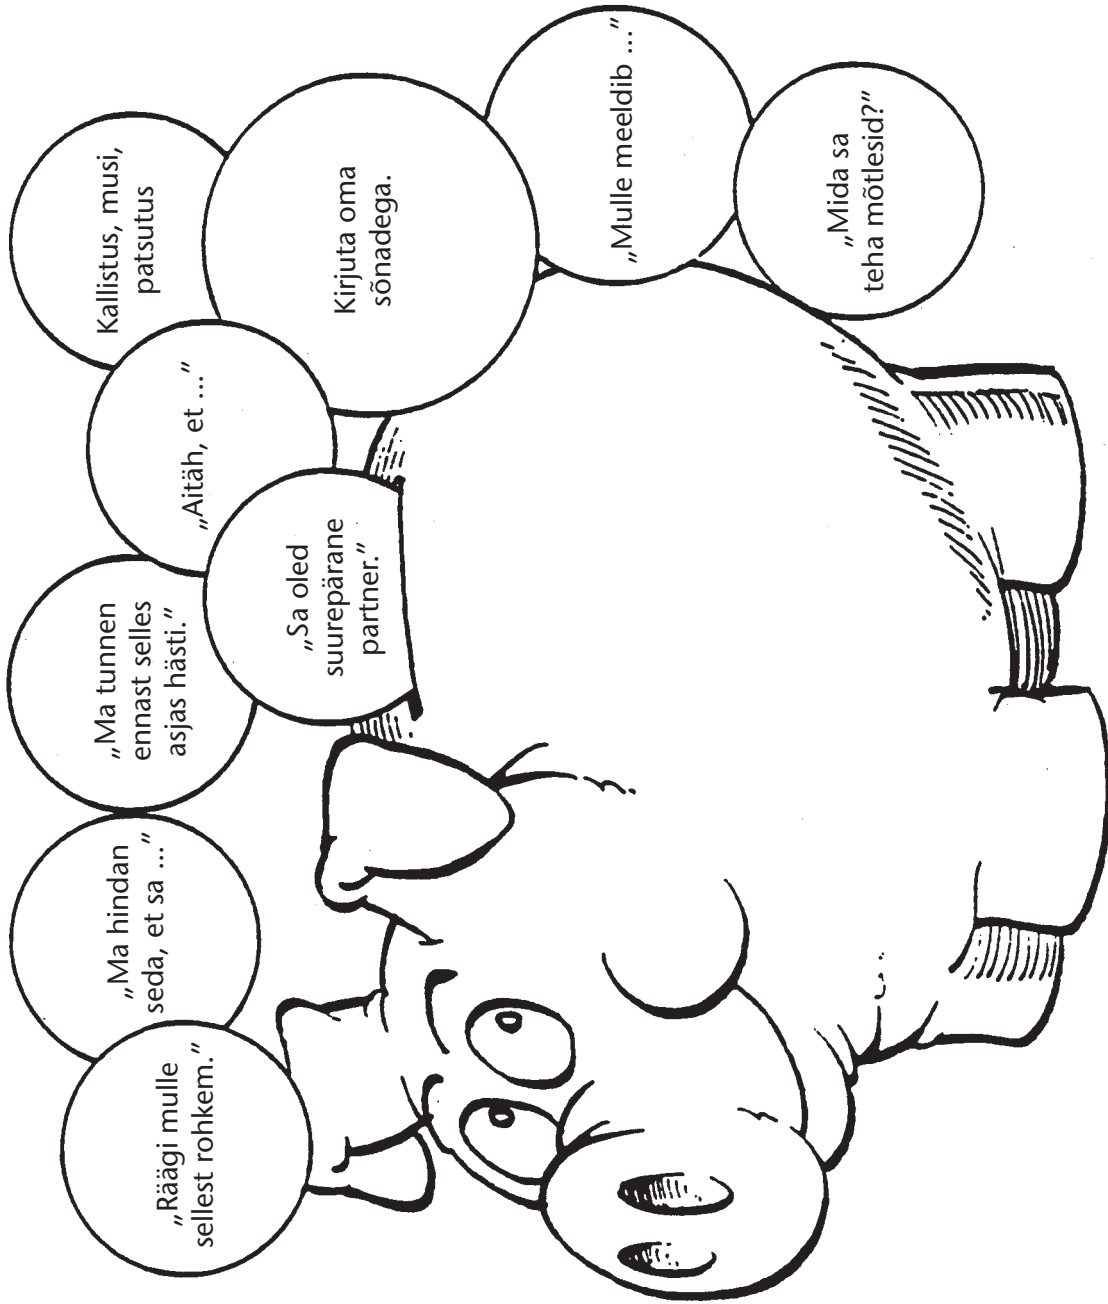 „Räägi mulle
sellest rohkem.”
„Ma hindan
seda, et sa ...”
„Ma tunnen
ennast selles
asjas hästi.”
„Sa oled
suurepärane
partner.”
„Aitäh, et ...”
Kallistus, musi,
patsutus
Kirjuta oma
sõnadega.
„Mulle meeldib ...”
„Mida sa
teha mõtlesid?”